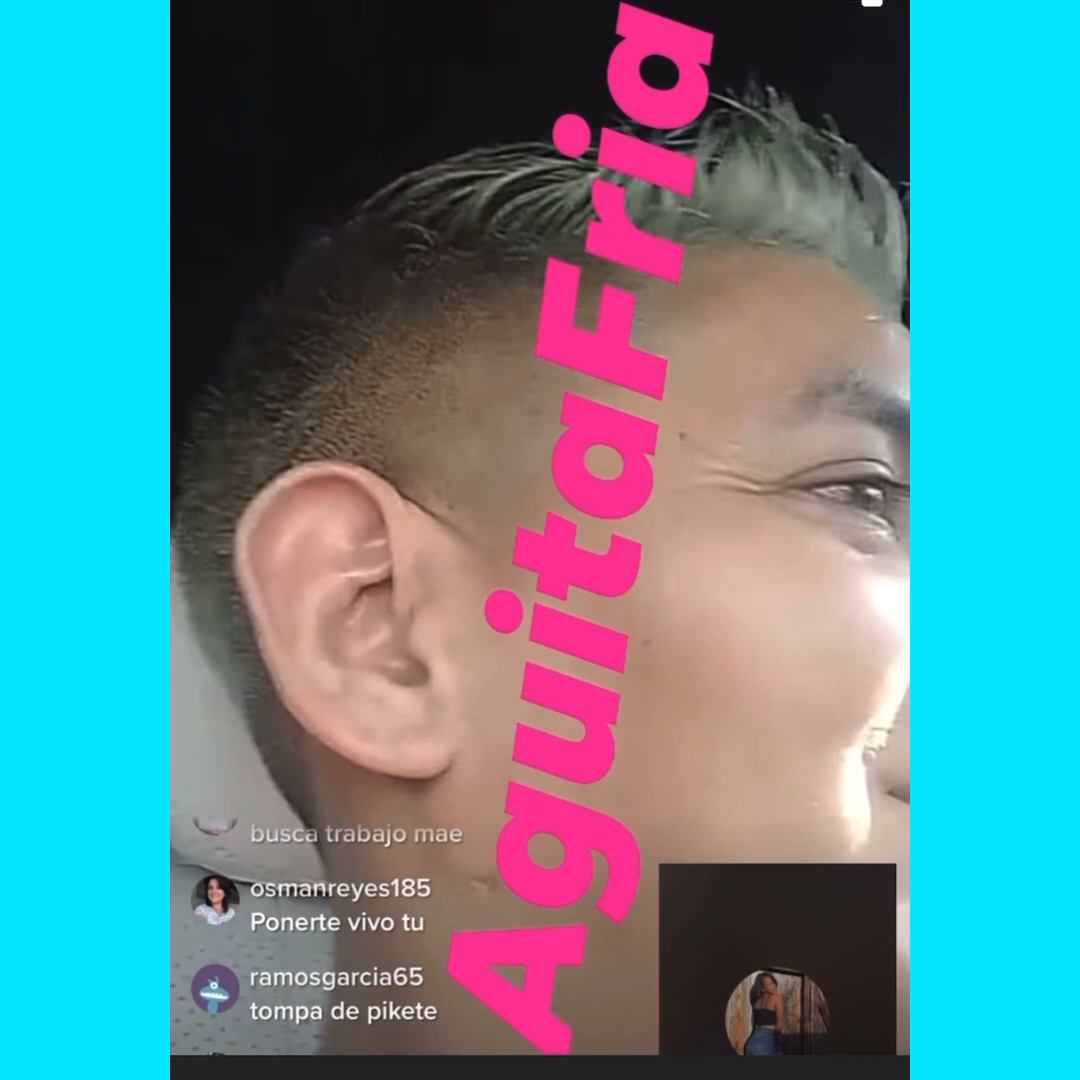 AguitaFria
busca trabajo mae
osmanreyes185
Ponerte vivo tu
ramosgarcia65
tompa de pikete